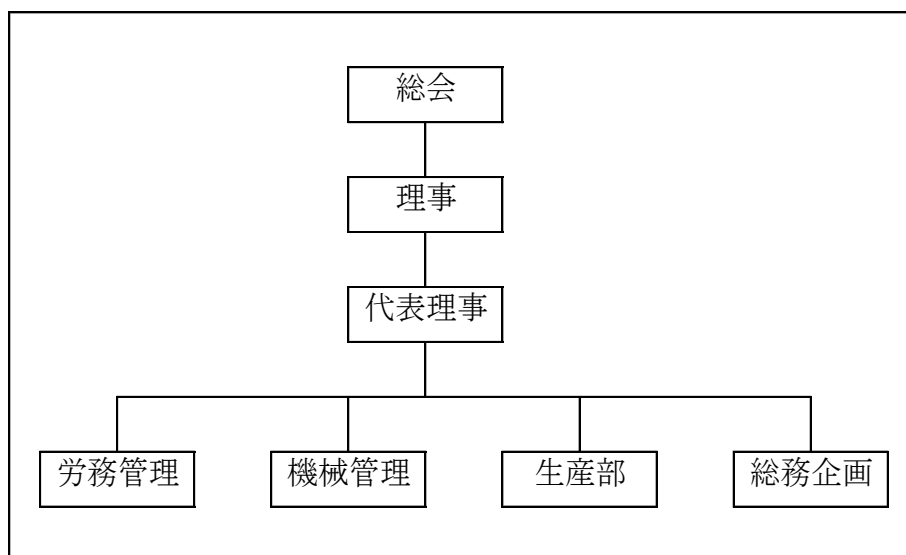 総会
理事
代表理事
労務管理
機械管理
生産部
総務企画